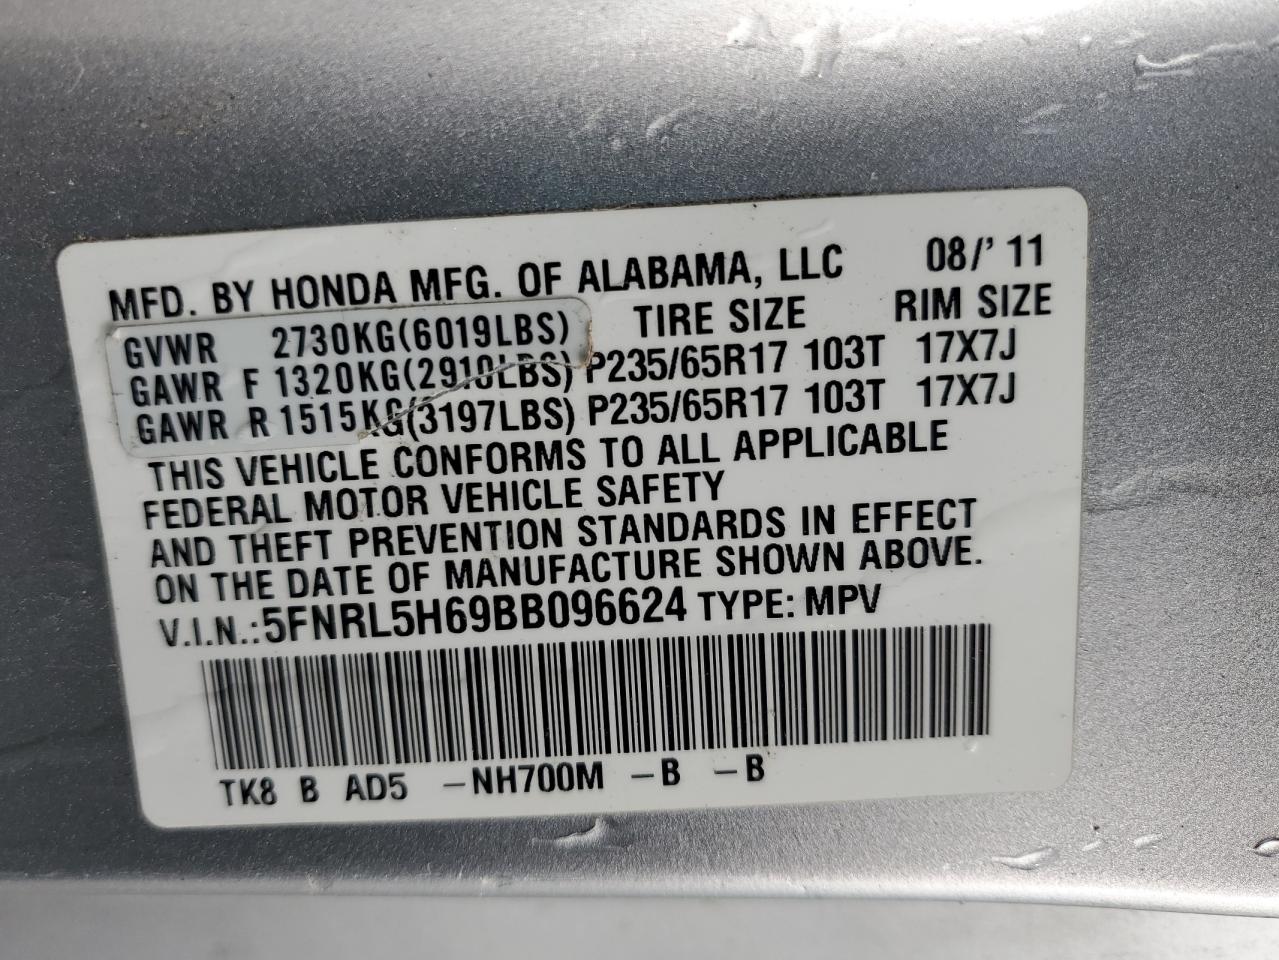 MFD. BY HONDA MFG. OF ALABAMA, LLC 08/' 11
GVWR 2730KG(6019LBS) TIRE SIZE RIM SIZE
GAWR F 1320KG(2910LBS) P235/65R17 103T 17X7J
GAWR R 1515KG(3197LBS) P235/65R17 103T 17X7J
THIS VEHICLE CONFORMS TO ALL APPLICABLE
FEDERAL MOTOR VEHICLE SAFETY
AND THEFT PREVENTION STANDARDS IN EFFECT
ON THE DATE OF MANUFACTURE SHOWN ABOVE.
V.I.N.:5FNRL5H69BB096624 TYPE: MPV
TK8 B AD5 -NH700M -B -B